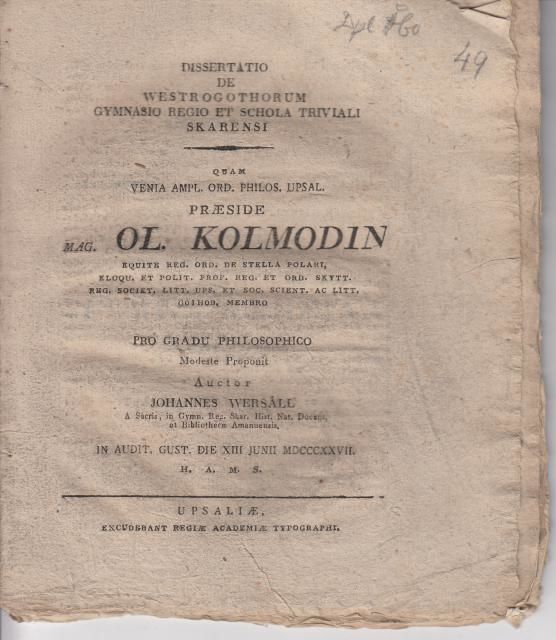 49
DISSERTATIO
DE
WESTROGOTHORUM
GYMNASIO REGIO ET SCHOLA TRIVIALI
SKARENSI
QUAM
VENIA AMPL. ORD. PHILOS. UPSAL.
PRÆSIDE
MAG. OL. KOLMODIN
EQUITE REG. ORD. DE STELLA POLARI,
ELOQU. ET POLIT. PROF. REG. ET ORD. SKYTT.
REG. SOCIET. LITT. UPS. ET SOC. SCIENT. AC LITT.
GOTHOB. MEMBRO
PRO GRADU PHILOSOPHICO
Modeste Proponit
Auctor
JOHANNES WERSÄLL
A Sacris, in Gymn. Reg. Skar. Hist. Nat. Docens,
et Bibliothecæ Amanuensis.
IN AUDIT. GUST. DIE XIII JUNII MDCCCXXVII.
H. A. M. S.
UPSALIÆ,
EXCUDEBANT REGIÆ ACADEMIÆ TYPOGRAPHI.